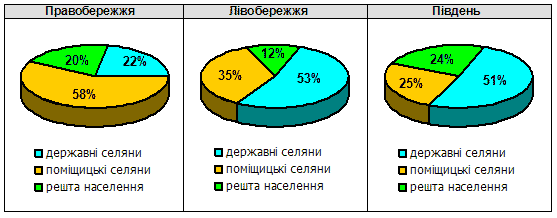 Правобережжя
Лівобережжя
Південь
20%
22%
58%
12%
35%
53%
24%
25%
51%
державні селяни
поміщицькі селяни
решта населення
державні селяни
поміщицькі селяни
решта населення
державні селяни
поміщицькі селяни
решта населення